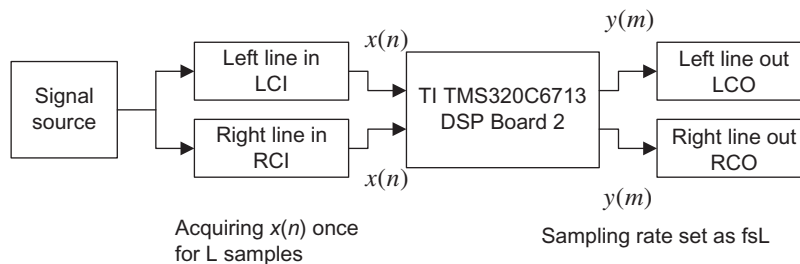 Signal
source
Left line in
LCI
Right line in
RCI
x(n)
x(n)
TI TMS320C6713
DSP Board 2
y(m)
y(m)
Left line out
LCO
Right line out
RCO
Acquiring x(n) once
for L samples
Sampling rate set as fsL